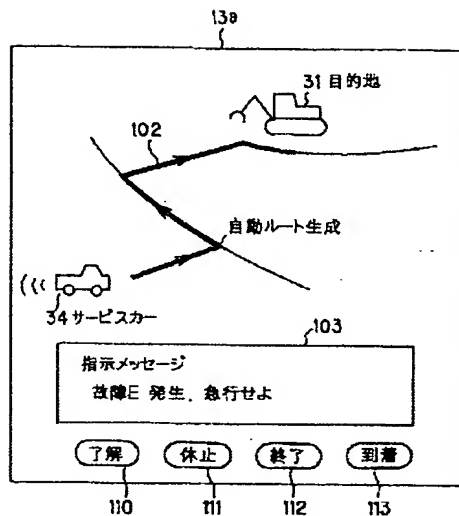 13a
31 目的地
102
自動ルート生成
34 サービスカー
103
指示メッセージ
故障E 発生、急行せよ
了解 休止 終了 到着
110 111 112 113